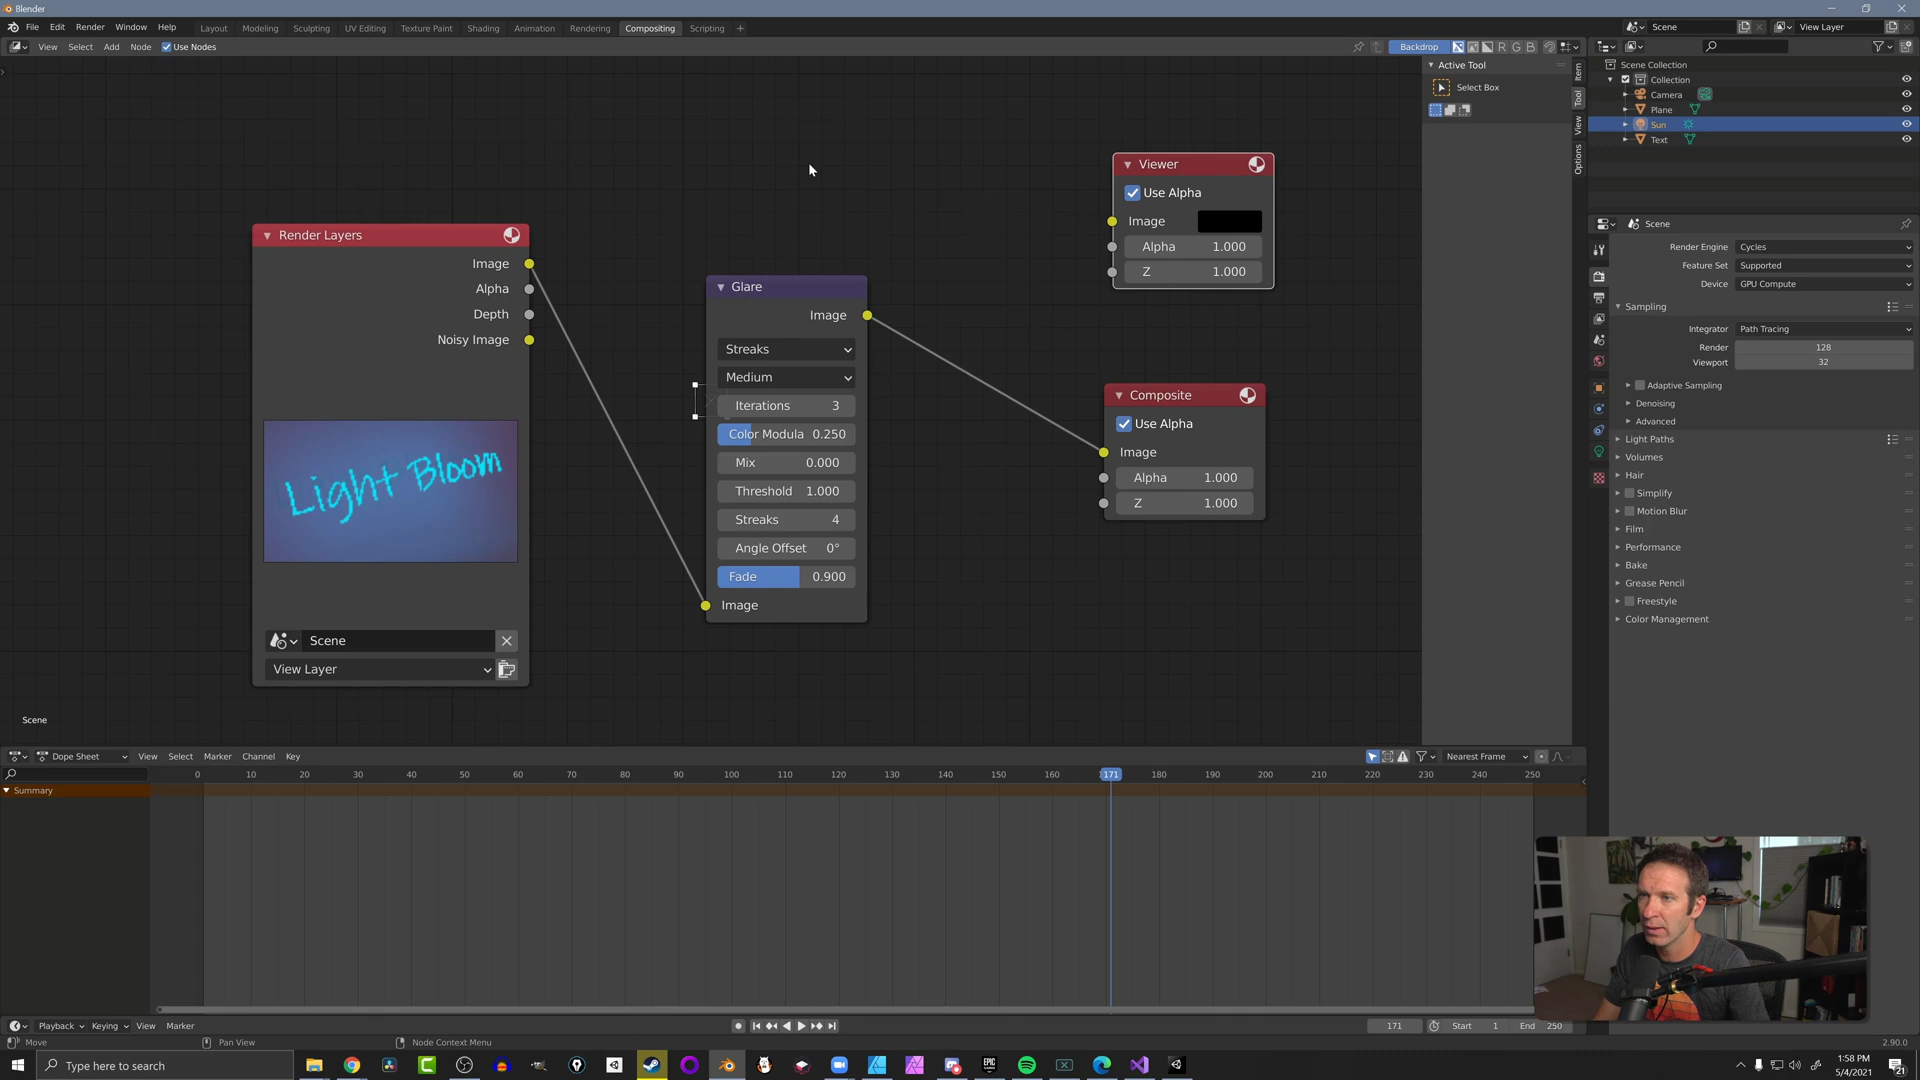 Blender
File Edit Render Window Help Layout Modeling Sculpting UV Editing Texture Paint Shading Animation Rendering Compositing Scripting + Scene View Layer
View Select Add Node Use Nodes Backdrop R G B
Active Tool
Select Box
Item
Tool
View
Options
Scene Collection
Collection
Camera
Plane
Sun
Text
Render Layers
Image
Alpha
Depth
Noisy Image
Light Bloom
Scene
View Layer
Glare
Image
Streaks
Medium
Iterations 3
Color Modula 0.250
Mix 0.000
Threshold 1.000
Streaks 4
Angle Offset 0°
Fade 0.900
Image
Viewer
Use Alpha
Image
Alpha 1.000
Z 1.000
Composite
Use Alpha
Image
Alpha 1.000
Z 1.000
Scene
Scene
Render Engine Cycles
Feature Set Supported
Device GPU Compute
Sampling
Integrator Path Tracing
Render 128
Viewport 32
Adaptive Sampling
Denoising
Advanced
Light Paths
Volumes
Hair
Simplify
Motion Blur
Film
Performance
Bake
Grease Pencil
Freestyle
Color Management
Dope Sheet View Select Marker Channel Key Nearest Frame
0 10 20 30 40 50 60 70 80 90 100 110 120 130 140 150 160 171 180 190 200 210 220 230 240 250
Summary
Playback Keying View Marker 171 Start 1 End 250
Move Pan View Node Context Menu 2.90.0
Type here to search
1:58 PM
5/4/2021
21